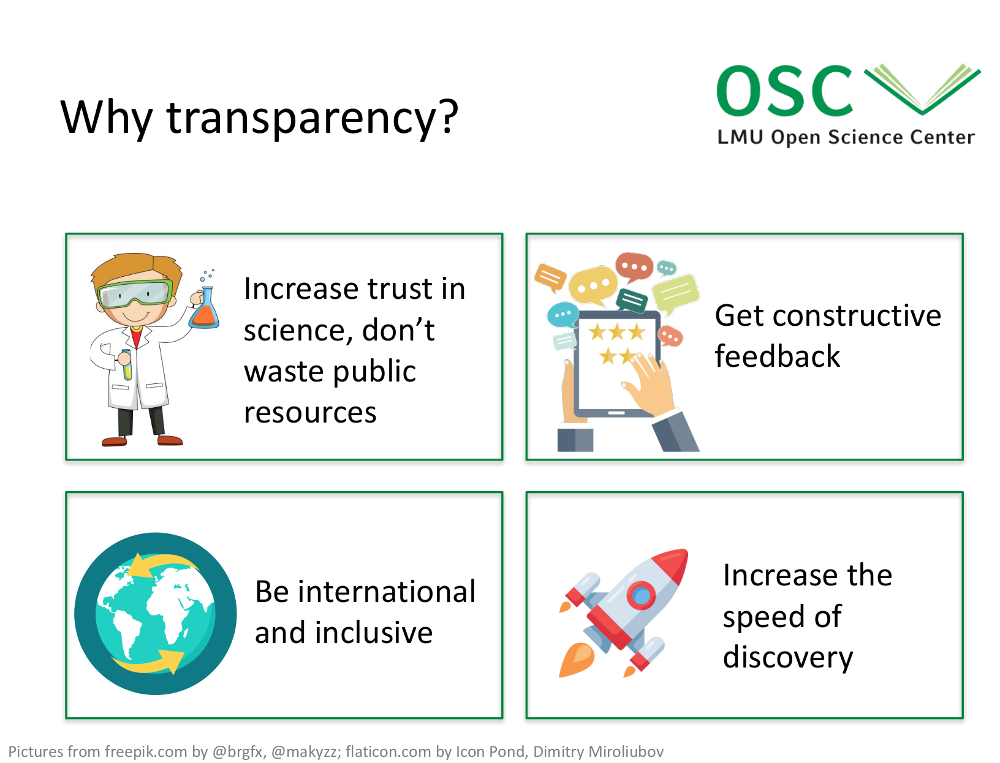 Why transparency?
OSC
LMU Open Science Center
Increase trust in
science, don’t
waste public
resources
Get constructive
feedback
Be international
and inclusive
Increase the
speed of
discovery
Pictures from freepik.com by @brgfx, @makyzz; flaticon.com by Icon Pond, Dimitry Miroliubov